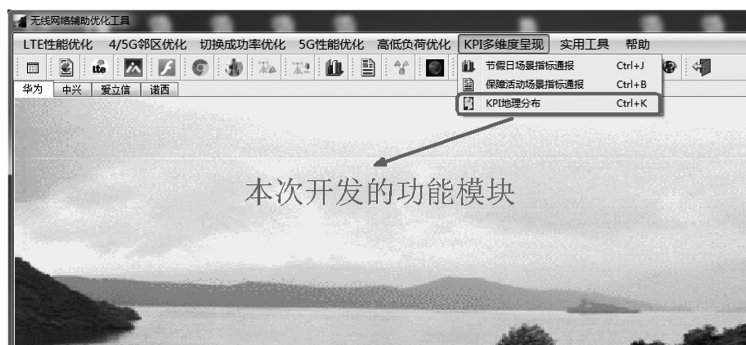 无线网络辅助优化工具
LTE性能优化 4/5G邻区优化 切换成功率优化 5G性能优化 高低负荷优化 KPI多维度呈现 实用工具 帮助
lte
节假日场景指标通报 Ctrl+J
华为 中兴 爱立信 诺西
保障活动场景指标通报 Ctrl+B
KPI地理分布 Ctrl+K
本次开发的功能模块